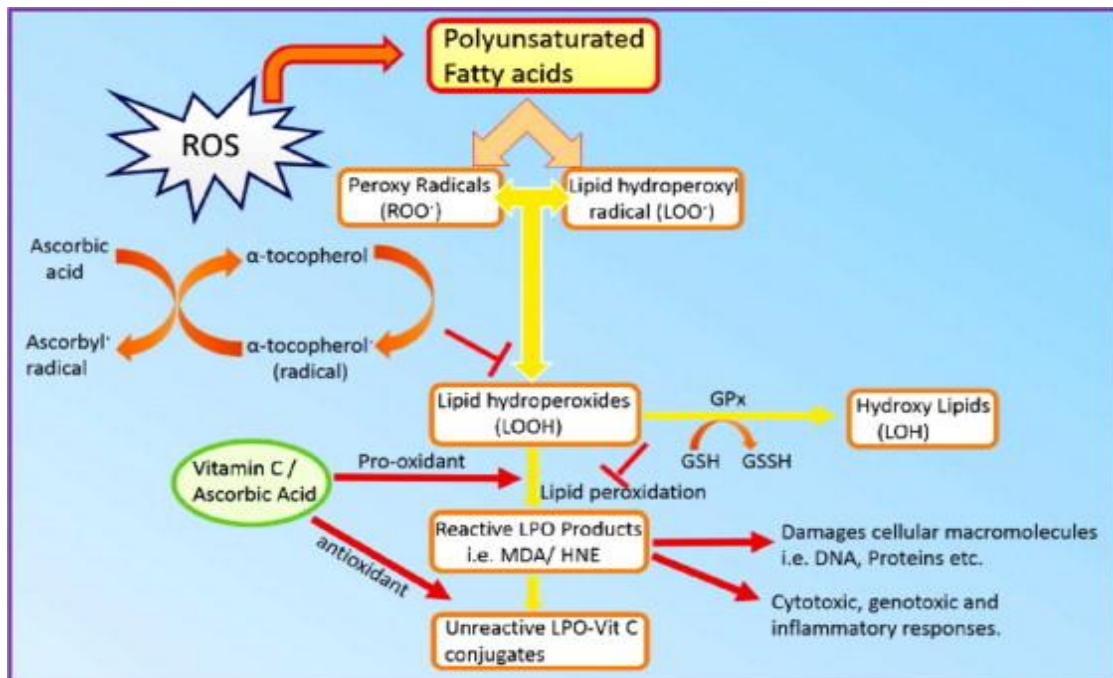 Polyunsaturated
Fatty acids
ROS
Peroxy Radicals
(ROO·)
Lipid hydroperoxyl
radical (LOO·)
Ascorbic
acid
α-tocopherol
Ascorbyl·
radical
α-tocopherol·
(radical)
Lipid hydroperoxides
(LOOH)
GPx
Hydroxy Lipids
(LOH)
GSH
GSSH
Vitamin C /
Ascorbic Acid
Pro-oxidant
Lipid peroxidation
antioxidant
Reactive LPO Products
i.e. MDA/ HNE
Damages cellular macromolecules
i.e. DNA, Proteins etc.
Cytotoxic, genotoxic and
inflammatory responses.
Unreactive LPO-Vit C
conjugates